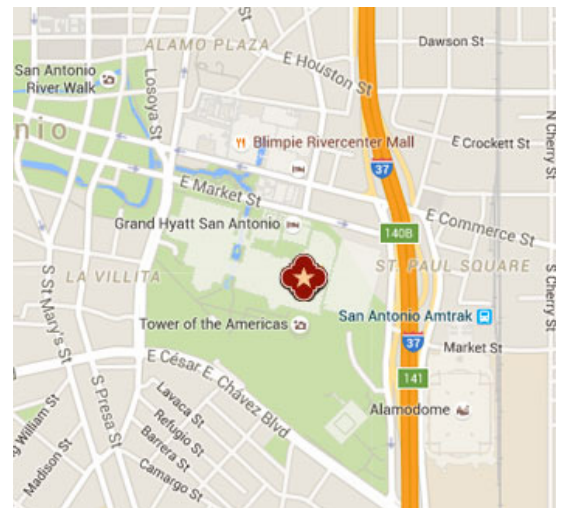 ALAMO PLAZA
Dawson St
San Antonio
River Walk
Losoya St
E Houston St
nio
Blimpie Rivercenter Mall
E Crockett St
N Cherry St
37
E Market St
Grand Hyatt San Antonio
140B
E Commerce St
LA VILLITA
ST. PAUL SQUARE
S St Mary's St
S Cherry St
Tower of the Americas
San Antonio Amtrak
37
Market St
E César E. Chávez Blvd
141
S Presa St
Lavaca St
Refugio St
Barrera St
Camargo St
Alamodome
William St
Madison St